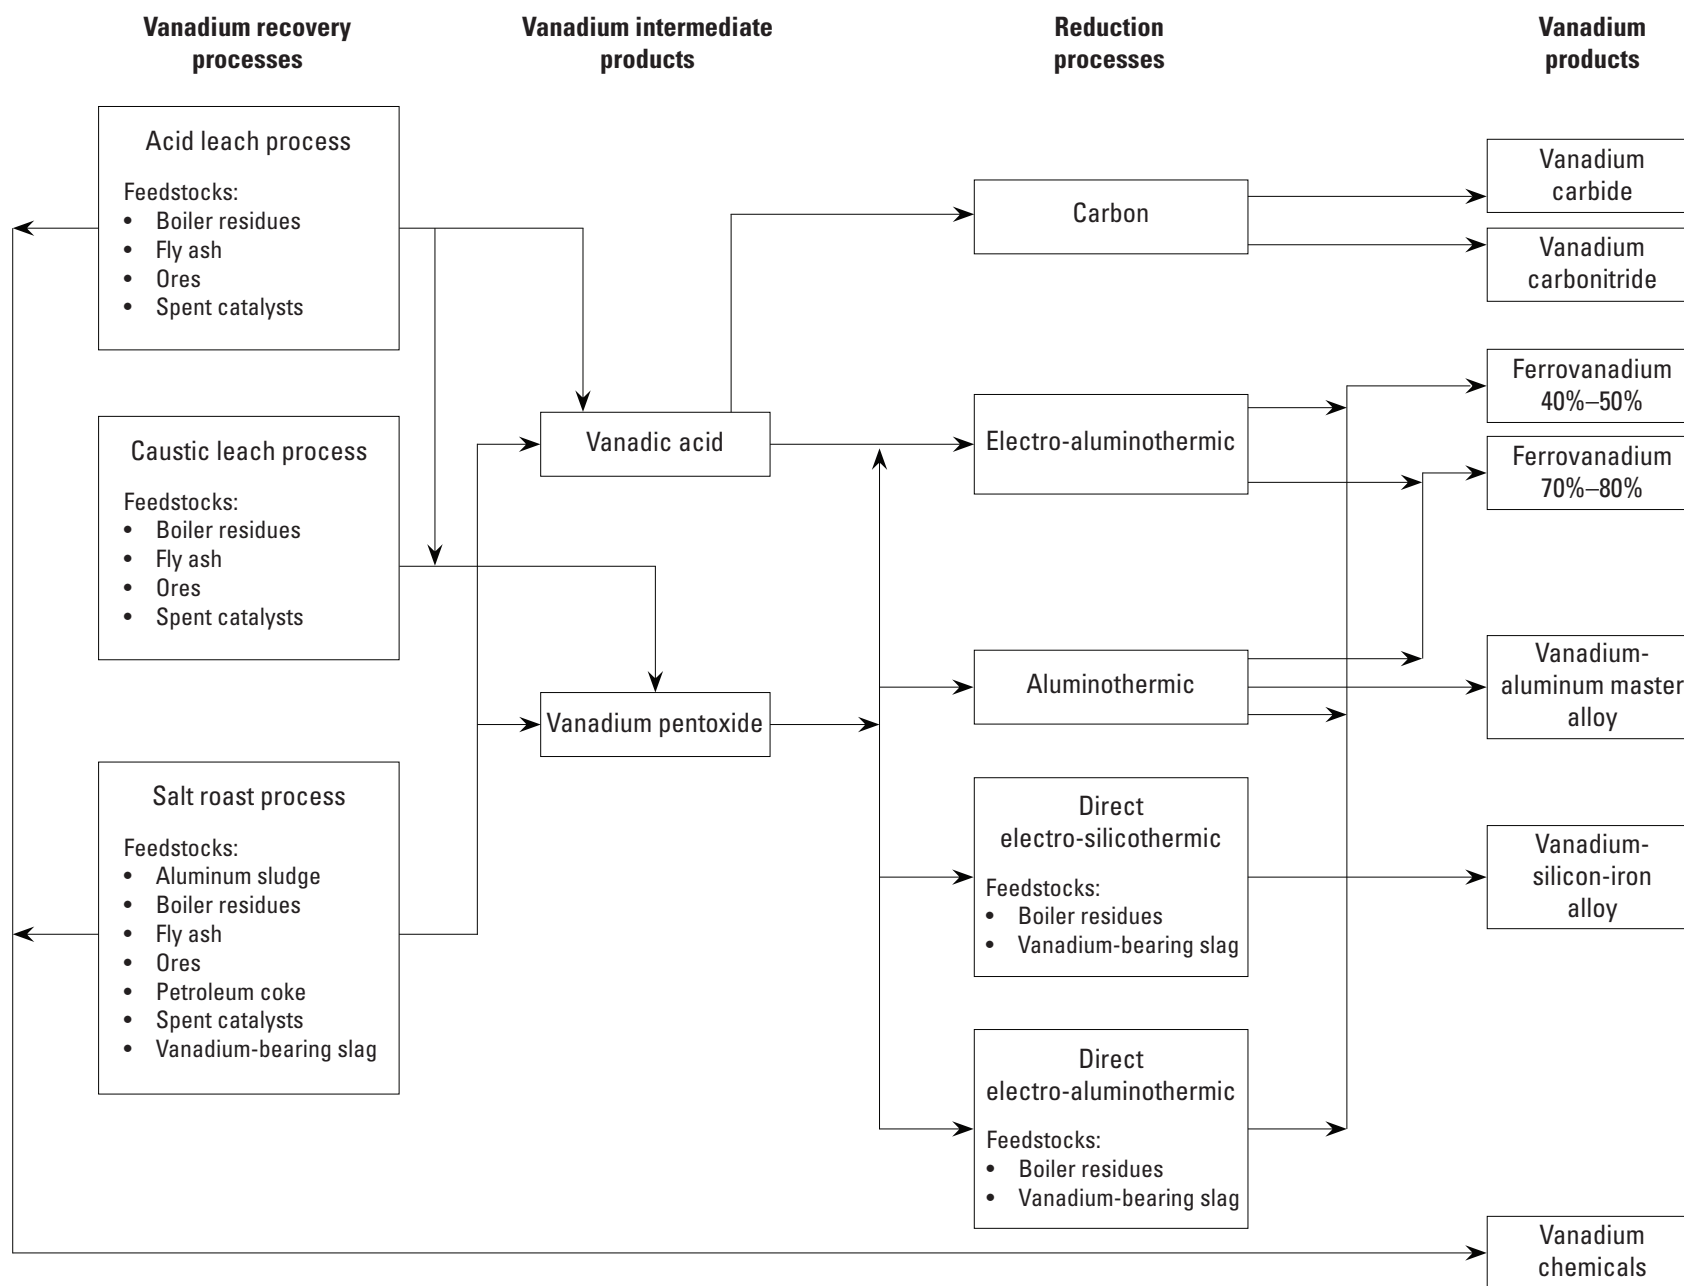 Vanadium recovery
processes
Vanadium intermediate
products
Reduction
processes
Vanadium
products
Acid leach process
Feedstocks:
• Boiler residues
• Fly ash
• Ores
• Spent catalysts
Caustic leach process
Feedstocks:
• Boiler residues
• Fly ash
• Ores
• Spent catalysts
Salt roast process
Feedstocks:
• Aluminum sludge
• Boiler residues
• Fly ash
• Ores
• Petroleum coke
• Spent catalysts
• Vanadium-bearing slag
Vanadic acid
Vanadium pentoxide
Carbon
Electro-aluminothermic
Aluminothermic
Direct
electro-silicothermic
Feedstocks:
• Boiler residues
• Vanadium-bearing slag
Direct
electro-aluminothermic
Feedstocks:
• Boiler residues
• Vanadium-bearing slag
Vanadium
carbide
Vanadium
carbonitride
Ferrovanadium
40%–50%
Ferrovanadium
70%–80%
Vanadium-
aluminum master
alloy
Vanadium-
silicon-iron
alloy
Vanadium
chemicals